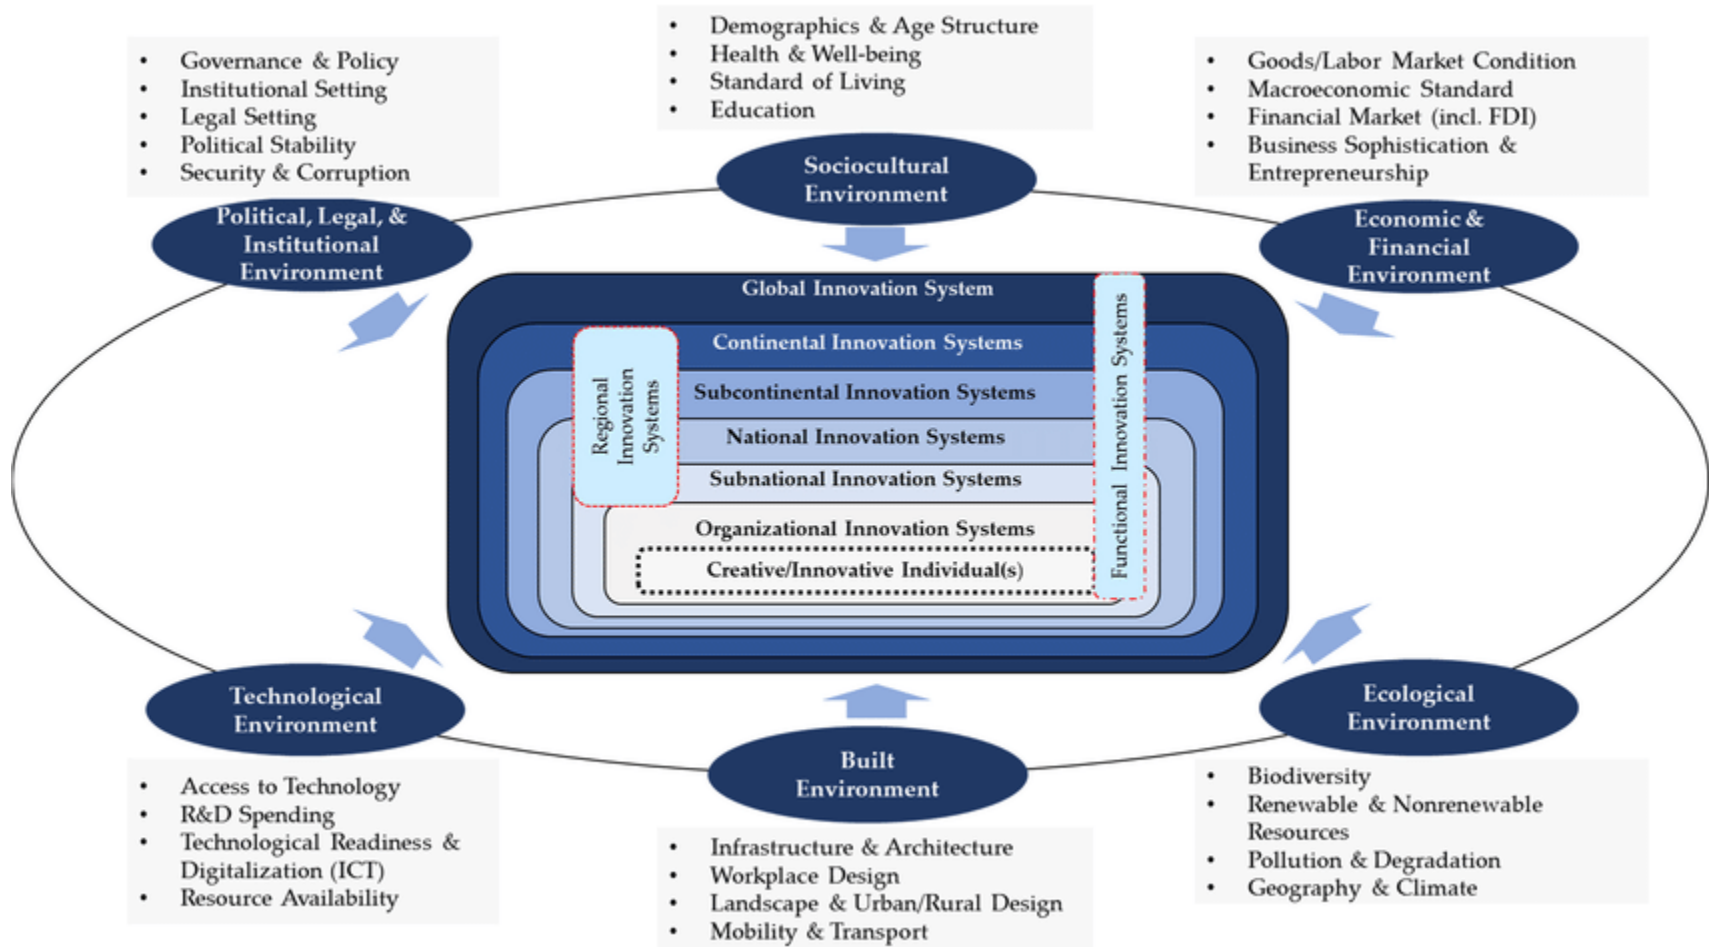 • Governance & Policy
• Institutional Setting
• Legal Setting
• Political Stability
• Security & Corruption
Political, Legal, &
Institutional
Environment
• Demographics & Age Structure
• Health & Well-being
• Standard of Living
• Education
Sociocultural
Environment
• Goods/Labor Market Condition
• Macroeconomic Standard
• Financial Market (incl. FDI)
• Business Sophistication &
Entrepreneurship
Economic &
Financial
Environment
Global Innovation System
Continental Innovation Systems
Subcontinental Innovation Systems
National Innovation Systems
Subnational Innovation Systems
Organizational Innovation Systems
Creative/Innovative Individual(s)
Regional
Innovation
Systems
Functional Innovation Systems
Technological
Environment
• Access to Technology
• R&D Spending
• Technological Readiness &
Digitalization (ICT)
• Resource Availability
Built
Environment
• Infrastructure & Architecture
• Workplace Design
• Landscape & Urban/Rural Design
• Mobility & Transport
Ecological
Environment
• Biodiversity
• Renewable & Nonrenewable
Resources
• Pollution & Degradation
• Geography & Climate